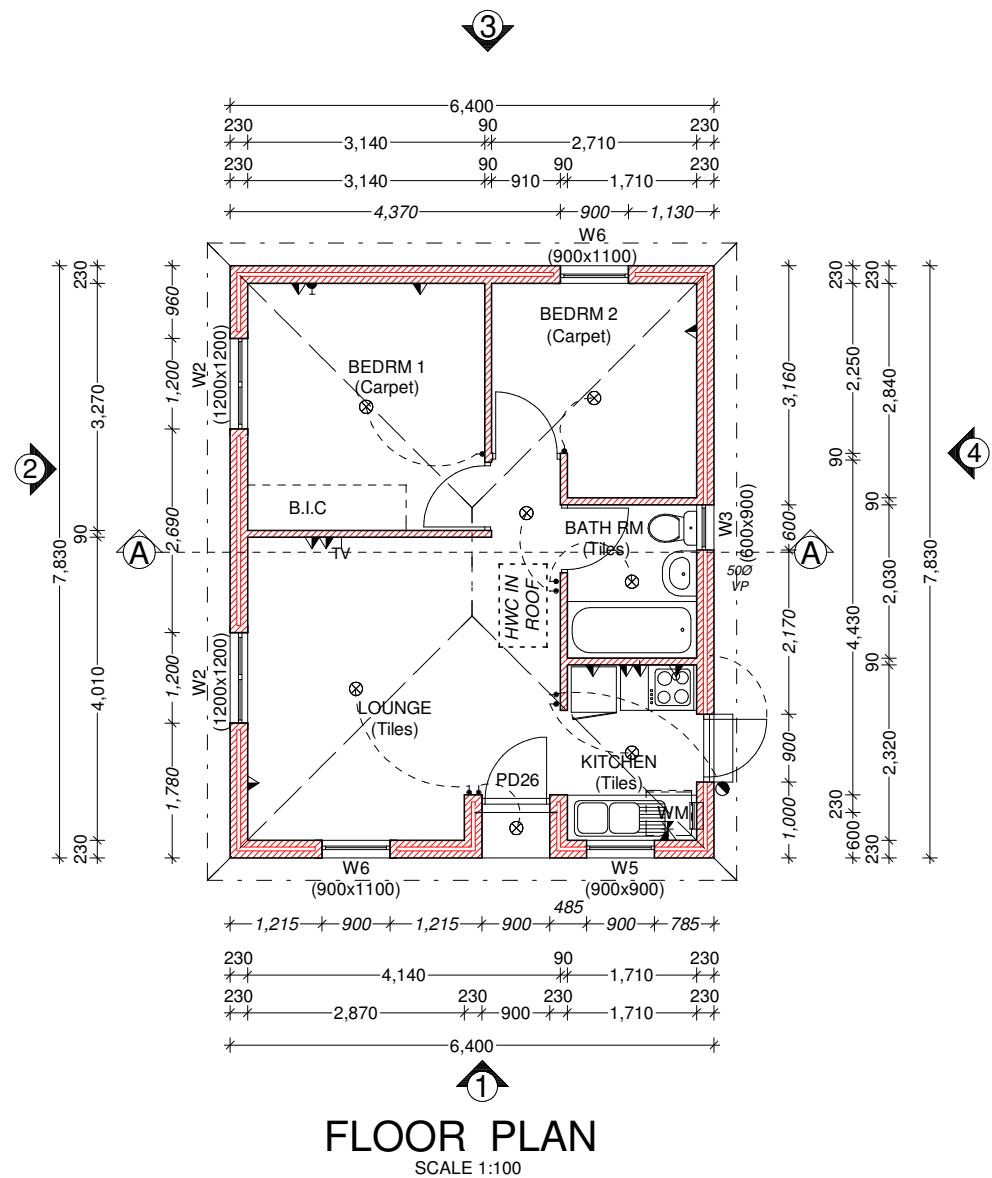 3
6,400
230 90 230
3,140 2,710
230 90 90 230
3,140 910 1,710
4,370 900 1,130
W6
(900x1100)
7,830
230
3,270
90
4,010
230
960
1,200
2,690
1,200
1,780
W2
(1200x1200)
W2
(1200x1200)
2
A
BEDRM 1
(Carpet)
BEDRM 2
(Carpet)
B.I.C
TV
BATH RM
(Tiles)
HWC IN
ROOF
LOUNGE
(Tiles)
PD26
KITCHEN
(Tiles)
WM
W3
(600x900)
50Ø
VP
A
4
3,160
600
2,170
900
1,000
230
2,250
90
4,430
230
600
230
2,840
90
2,030
90
2,320
230
7,830
W6
(900x1100)
W5
(900x900)
485
1,215 900 1,215 900 900 785
230 90 230
4,140 1,710
230 230 230 230
2,870 900 1,710
6,400
1
FLOOR PLAN
SCALE 1:100